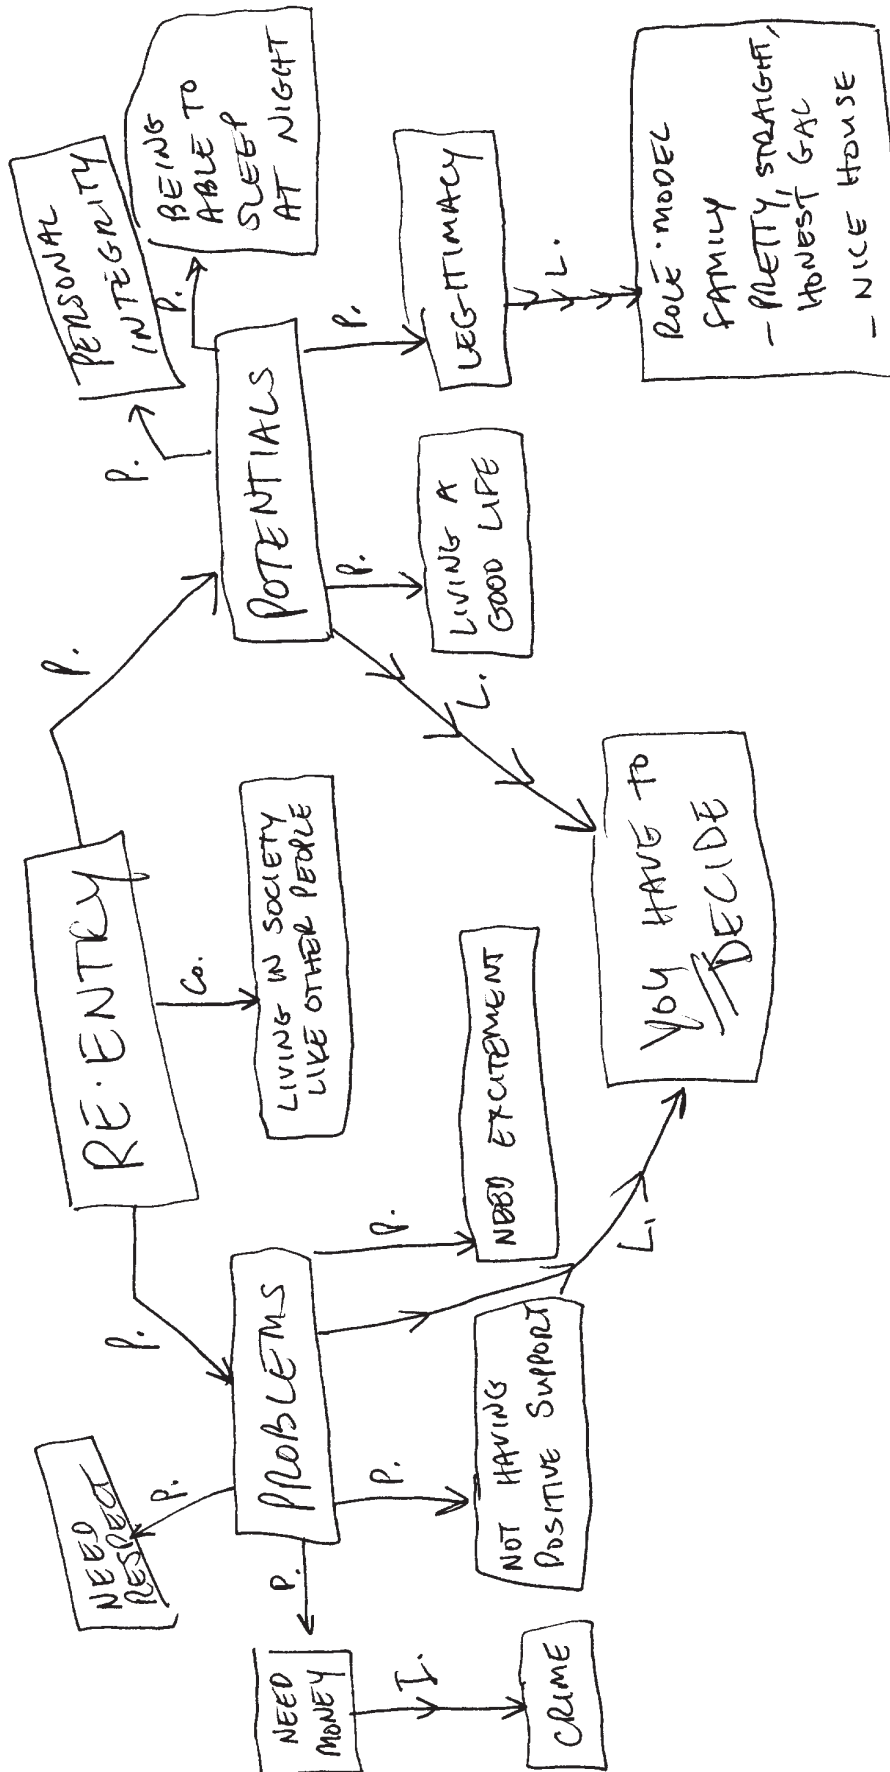 RE·ENTRY
P.
P.
Co.
LIVING IN SOCIETY
LIKE OTHER PEOPLE
PROBLEMS
P.
NEED
RESPECT
P.
NEED
MONEY
I.
CRIME
P.
NOT HAVING
POSITIVE SUPPORT
P.
NEED EXCITEMENT
L.
YOU HAVE TO
DECIDE
POTENTIALS
P.
PERSONAL
INTEGRITY
P.
BEING
ABLE TO
SLEEP
AT NIGHT
P.
LIVING A
GOOD LIFE
L.
P.
LEGITIMACY
L.
ROLE·MODEL
FAMILY
- PRETTY, STRAIGHT,
HONEST GAL
- NICE HOUSE